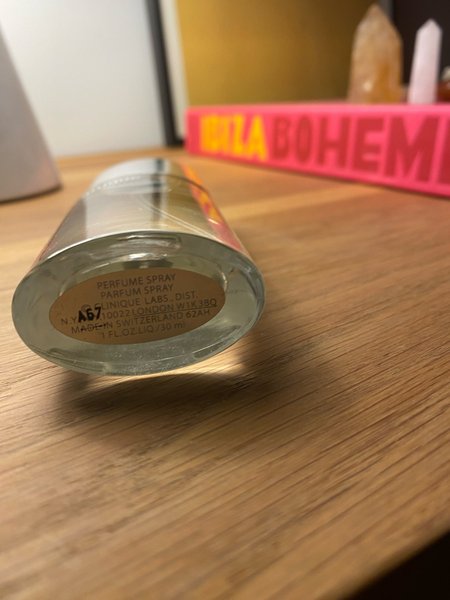 IBIZA BOHEM
PERFUME SPRAY
PARFUM SPRAY
© CLINIQUE LABS., DIST.
N.Y. 10022 LONDON W1K3BQ
A67
MADE IN SWITZERLAND 62AH
1 FL.OZ.LIQ./30 ml